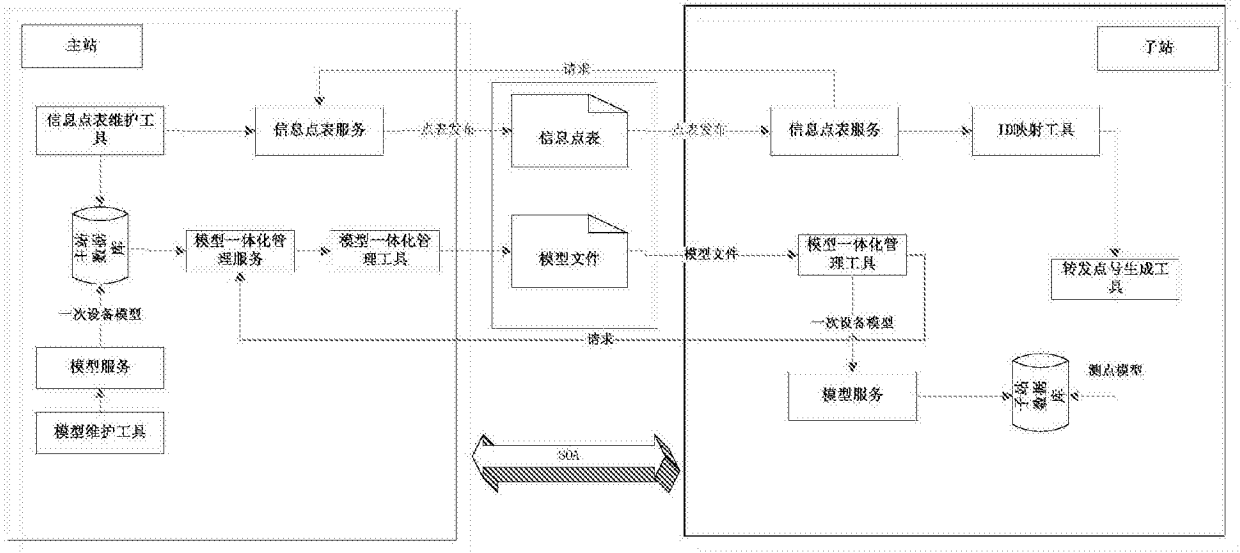 主站
子站
请求
信息点表维护工
具
信息点表服务
点表发布
信息点表
点表发布
信息点表服务
ID映射工具
主站
数据
库
模型一体化管
理服务
模型一体化管
理工具
模型文件
模型文件
模型一体化管
理工具
转发点号生成工
具
一次设备模型
一次设备模型
请求
模型服务
模型服务
子站
数据
库
测点模型
模型维护工具
SOA